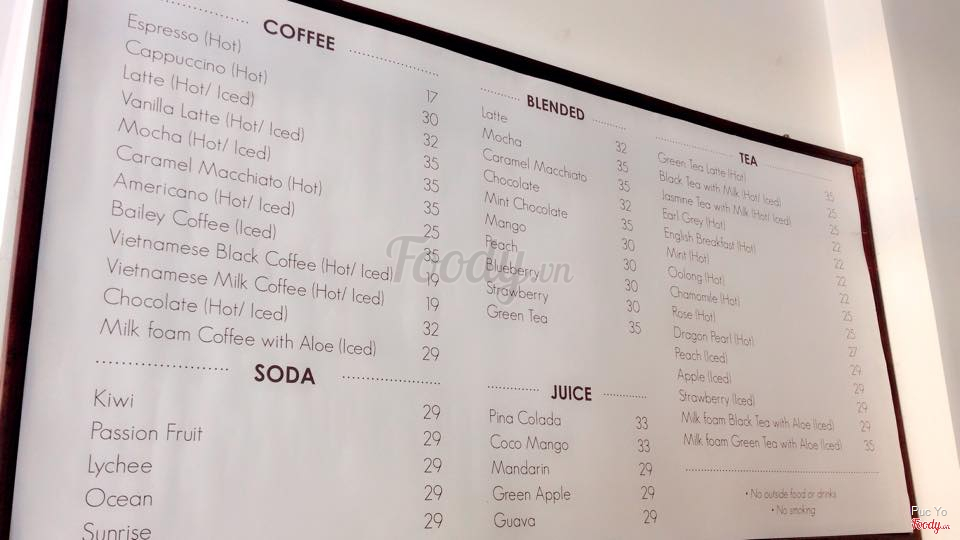 COFFEE
Espresso (Hot) 17
Cappuccino (Hot) 30
Latte (Hot/ Iced) 32
Vanilla Latte (Hot/ Iced) 35
Mocha (Hot/ Iced) 35
Caramel Macchiato (Hot) 35
Americano (Hot/ Iced) 25
Bailey Coffee (Iced) 35
Vietnamese Black Coffee (Hot/ Iced) 19
Vietnamese Milk Coffee (Hot/ Iced) 19
Chocolate (Hot/ Iced) 32
Milk foam Coffee with Aloe (Iced) 29
SODA
Kiwi 29
Passion Fruit 29
Lychee 29
Ocean 29
Sunrise 29
BLENDED
Latte 32
Mocha 35
Caramel Macchiato 35
Chocolate 32
Mint Chocolate 35
Mango 30
Peach 30
Blueberry 30
Strawberry 30
Green Tea 35
JUICE
Pina Colada 33
Coco Mango 33
Mandarin 29
Green Apple 29
Guava 29
TEA
Green Tea Latte (Hot) 35
Black Tea with Milk (Hot/ Iced) 25
Jasmine Tea with Milk (Hot/ Iced) 25
Earl Grey (Hot) 22
English Breakfast (Hot) 22
Mint (Hot) 22
Oolong (Hot) 22
Chamomile (Hot) 25
Rose (Hot) 25
Dragon Pearl (Hot) 27
Peach (Iced) 29
Apple (Iced) 29
Strawberry (Iced) 29
Milk foam Black Tea with Aloe (Iced) 29
Milk foam Green Tea with Aloe (Iced) 35
• No outside food or drinks
• No smoking
Foody.vn
Puc Yo
Foody.vn